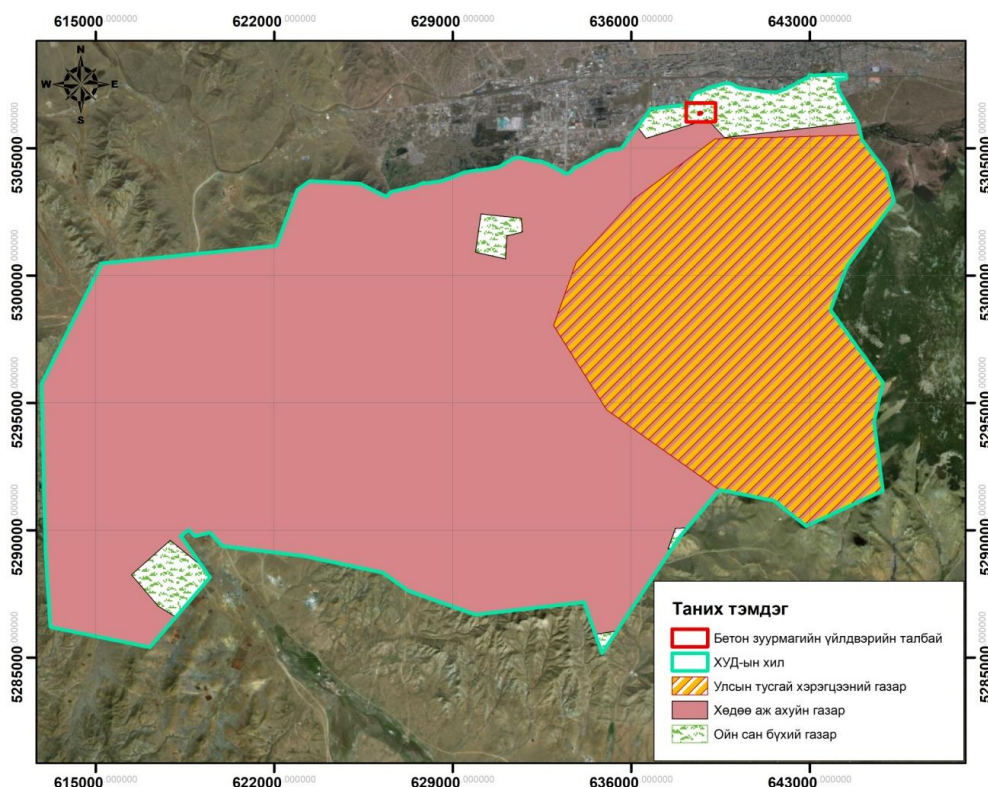 615000.000000 622000.000000 629000.000000 636000.000000 643000.000000
N
W E
S
5305000.000000
5300000.000000
5295000.000000
5290000.000000
5285000.000000
5305000.000000
5300000.000000
5295000.000000
5290000.000000
5285000.000000
Таних тэмдэг
Бетон зуурмагийн үйлдвэрийн талбай
ХУД-ын хил
Улсын тусгай хэрэгцээний газар
Хөдөө аж ахуйн газар
Ойн сан бүхий газар
615000.000000 622000.000000 629000.000000 636000.000000 643000.000000